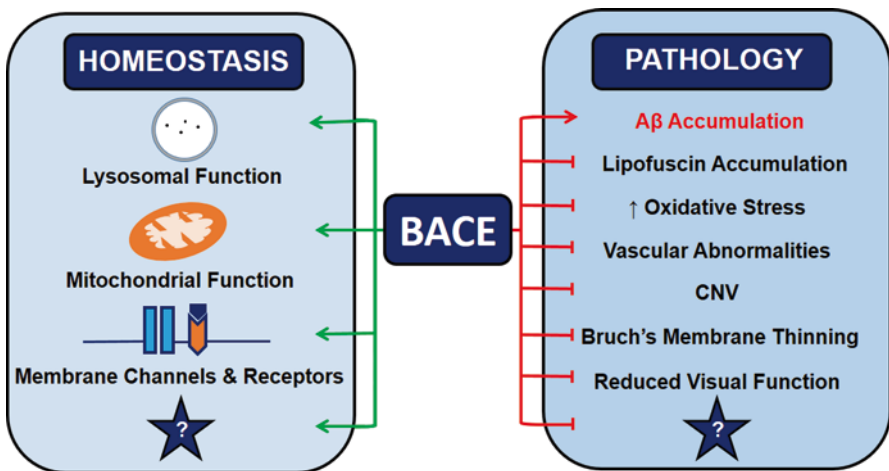 HOMEOSTASIS
Lysosomal Function
Mitochondrial Function
Membrane Channels & Receptors
?
BACE
PATHOLOGY
Aβ Accumulation
Lipofuscin Accumulation
↑ Oxidative Stress
Vascular Abnormalities
CNV
Bruch's Membrane Thinning
Reduced Visual Function
?